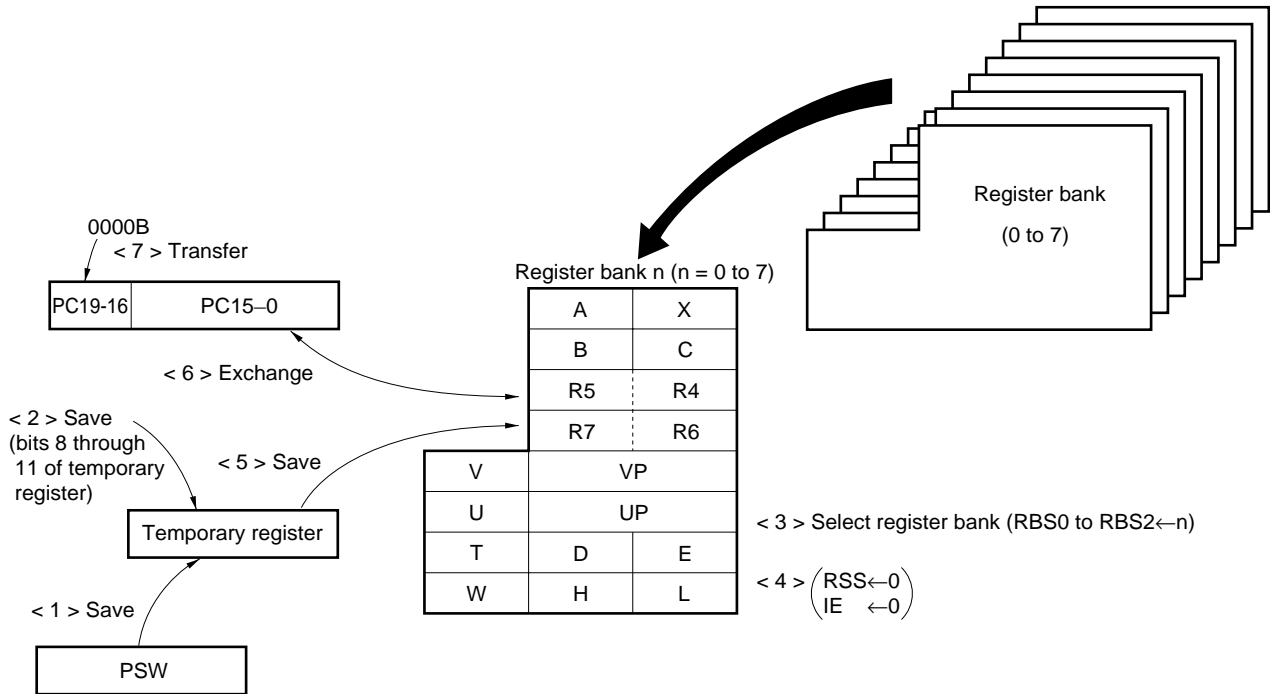 Register bank
(0 to 7)
0000B
< 7 > Transfer
PC19-16
PC15–0
< 6 > Exchange
< 2 > Save
(bits 8 through
11 of temporary
register)
< 5 > Save
Temporary register
< 1 > Save
PSW
Register bank n (n = 0 to 7)
A X
B C
R5 R4
R7 R6
V VP
U UP
T D E
W H L
< 3 > Select register bank (RBS0 to RBS2←n)
< 4 > (RSS←0
IE ←0)